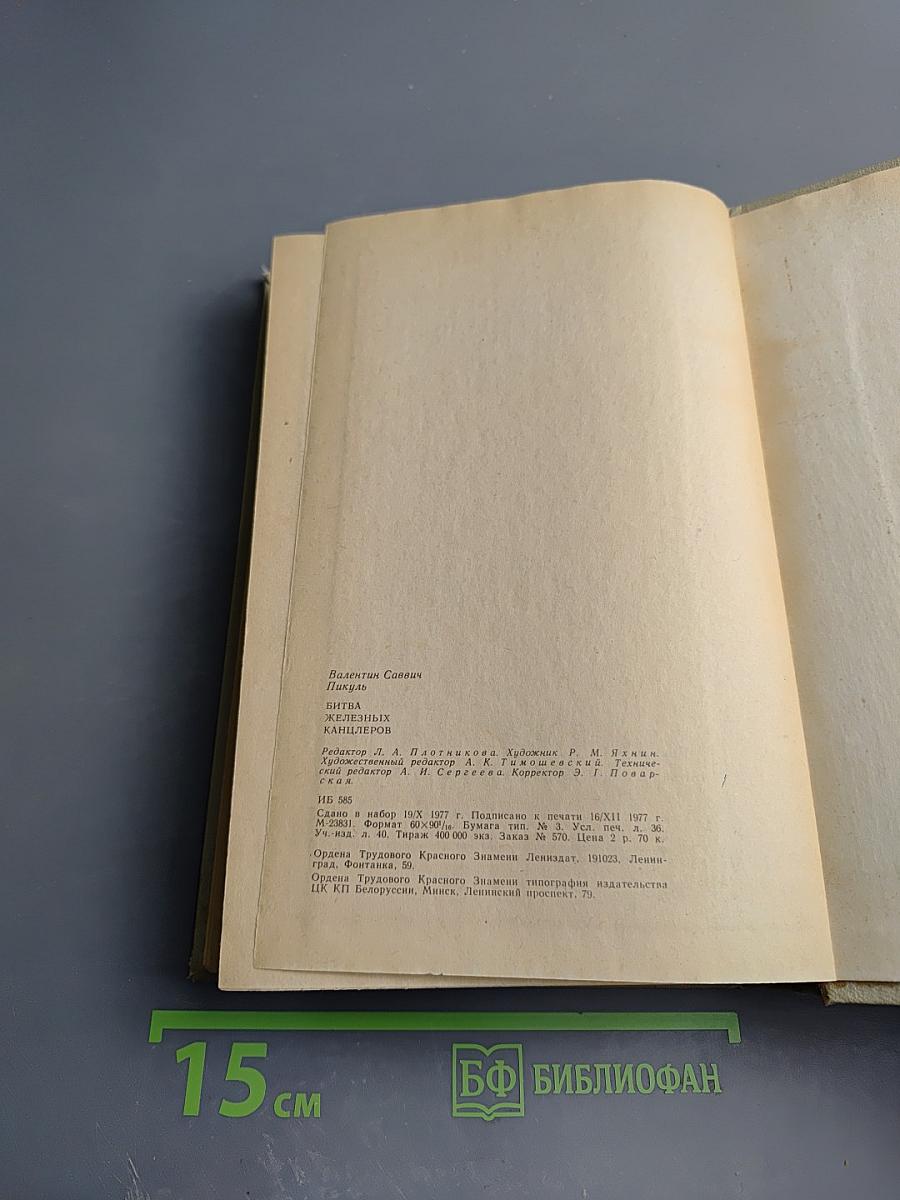 Валентин Саввич
Пикуль
БИТВА
ЖЕЛЕЗНЫХ
КАНЦЛЕРОВ
Редактор Л. А. Плотникова. Художник Р. М. Яхнин.
Художественный редактор А. К. Тимошевский. Техниче-
ский редактор А. И. Сергеева. Корректор Э. Г. Повар-
ская.
ИБ 585
Сдано в набор 19/X 1977 г. Подписано к печати 16/XII 1977 г.
М-23831. Формат 60×90¹/₁₆. Бумага тип. № 3. Усл. печ. л. 36.
Уч.-изд. л. 40. Тираж 400 000 экз. Заказ № 570. Цена 2 р. 70 к.
Ордена Трудового Красного Знамени Лениздат, 191023, Ленин-
град, Фонтанка, 59.
Ордена Трудового Красного Знамени типография издательства
ЦК КП Белоруссии, Минск, Ленинский проспект, 79.
15 см
БФ БИБЛИОФАН